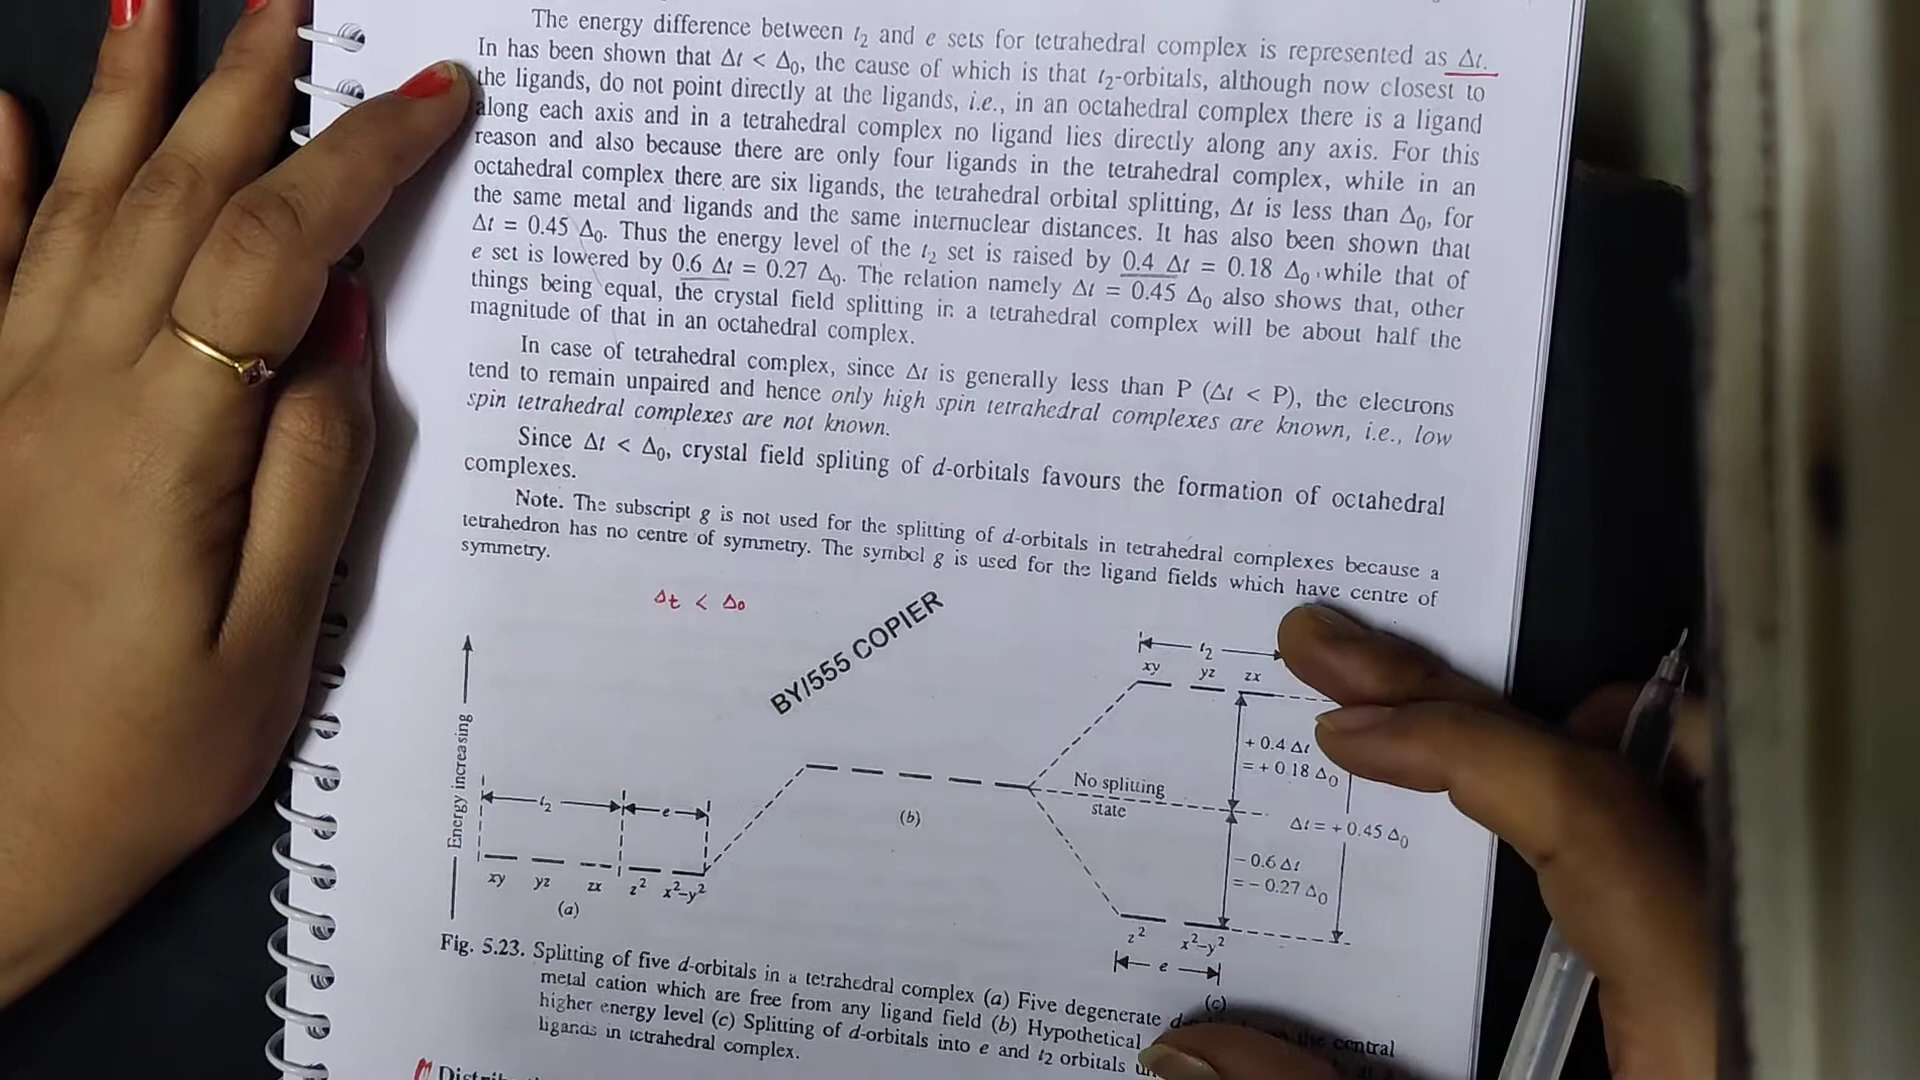 The energy difference between t₂ and e sets for tetrahedral complex is represented as Δt.
In has been shown that Δt < Δ₀, the cause of which is that t₂-orbitals, although now closest to
the ligands, do not point directly at the ligands, i.e., in an octahedral complex there is a ligand
along each axis and in a tetrahedral complex no ligand lies directly along any axis. For this
reason and also because there are only four ligands in the tetrahedral complex, while in an
octahedral complex there are six ligands, the tetrahedral orbital splitting, Δt is less than Δ₀, for
the same metal and ligands and the same internuclear distances. It has also been shown that
Δt = 0.45 Δ₀. Thus the energy level of the t₂ set is raised by 0.4 Δt = 0.18 Δ₀ while that of
e set is lowered by 0.6 Δt = 0.27 Δ₀. The relation namely Δt = 0.45 Δ₀ also shows that, other
things being equal, the crystal field splitting in a tetrahedral complex will be about half the
magnitude of that in an octahedral complex.
In case of tetrahedral complex, since Δt is generally less than P (Δt < P), the electrons
tend to remain unpaired and hence only high spin tetrahedral complexes are known, i.e., low
spin tetrahedral complexes are not known.
Since Δt < Δ₀, crystal field spliting of d-orbitals favours the formation of octahedral
complexes.
Note. The subscript g is not used for the splitting of d-orbitals in tetrahedral complexes because a
tetrahedron has no centre of symmetry. The symbol g is used for the ligand fields which have centre of
symmetry.
Δt < Δo
BY/555 COPIER
Energy increasing
t₂
e
xy yz zx z² x²–y²
(a)
(b)
t₂
xy yz zx
+ 0.4 Δt
= + 0.18 Δ₀
No splitting
state
Δt = + 0.45 Δ₀
– 0.6 Δt
= – 0.27 Δ₀
z² x²–y²
e
(c)
Fig. 5.23. Splitting of five d-orbitals in a tetrahedral complex (a) Five degenerate central
metal cation which are free from any ligand field (b) Hypothetical
higher energy level (c) Splitting of d-orbitals into e and t₂ orbitals
ligands in tetrahedral complex.